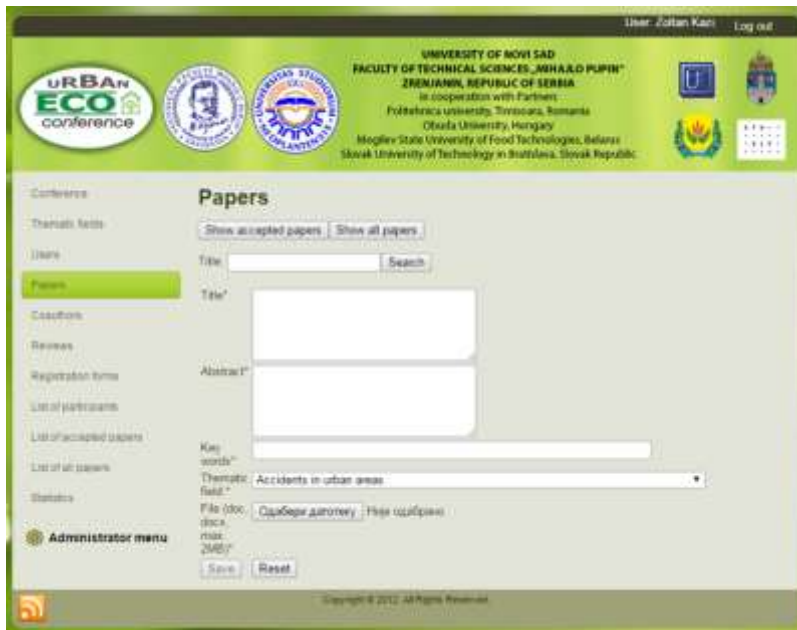 User: Zoltan Kazi
Log out
URBAN
ECO
conference
UNIVERSITY OF NOVI SAD
FACULTY OF TECHNICAL SCIENCES „MIHAJLO PUPIN"
ZRENJANIN, REPUBLIC OF SERBIA
in cooperation with Partners
Politehnica university, Timisoara, Romania
Obuda University, Hungary
Mogilev State University of Food Technologies, Belarus
Slovak University of Technology in Bratislava, Slovak Republic
Conference
Thematic fields
Users
Papers
Coauthors
Reviews
Registration forms
List of participants
List of accepted papers
List of all papers
Statistics
Administrator menu
Papers
Show accepted papers
Show all papers
Title
Search
Title*
Abstract*
Key
words*
Thematic
field:*
Accidents in urban areas
File (doc,
docx,
max
2MB)*
Одабери датотеку
Није одабрано
Save
Reset
Copyright © 2012. All Rights Reserved.